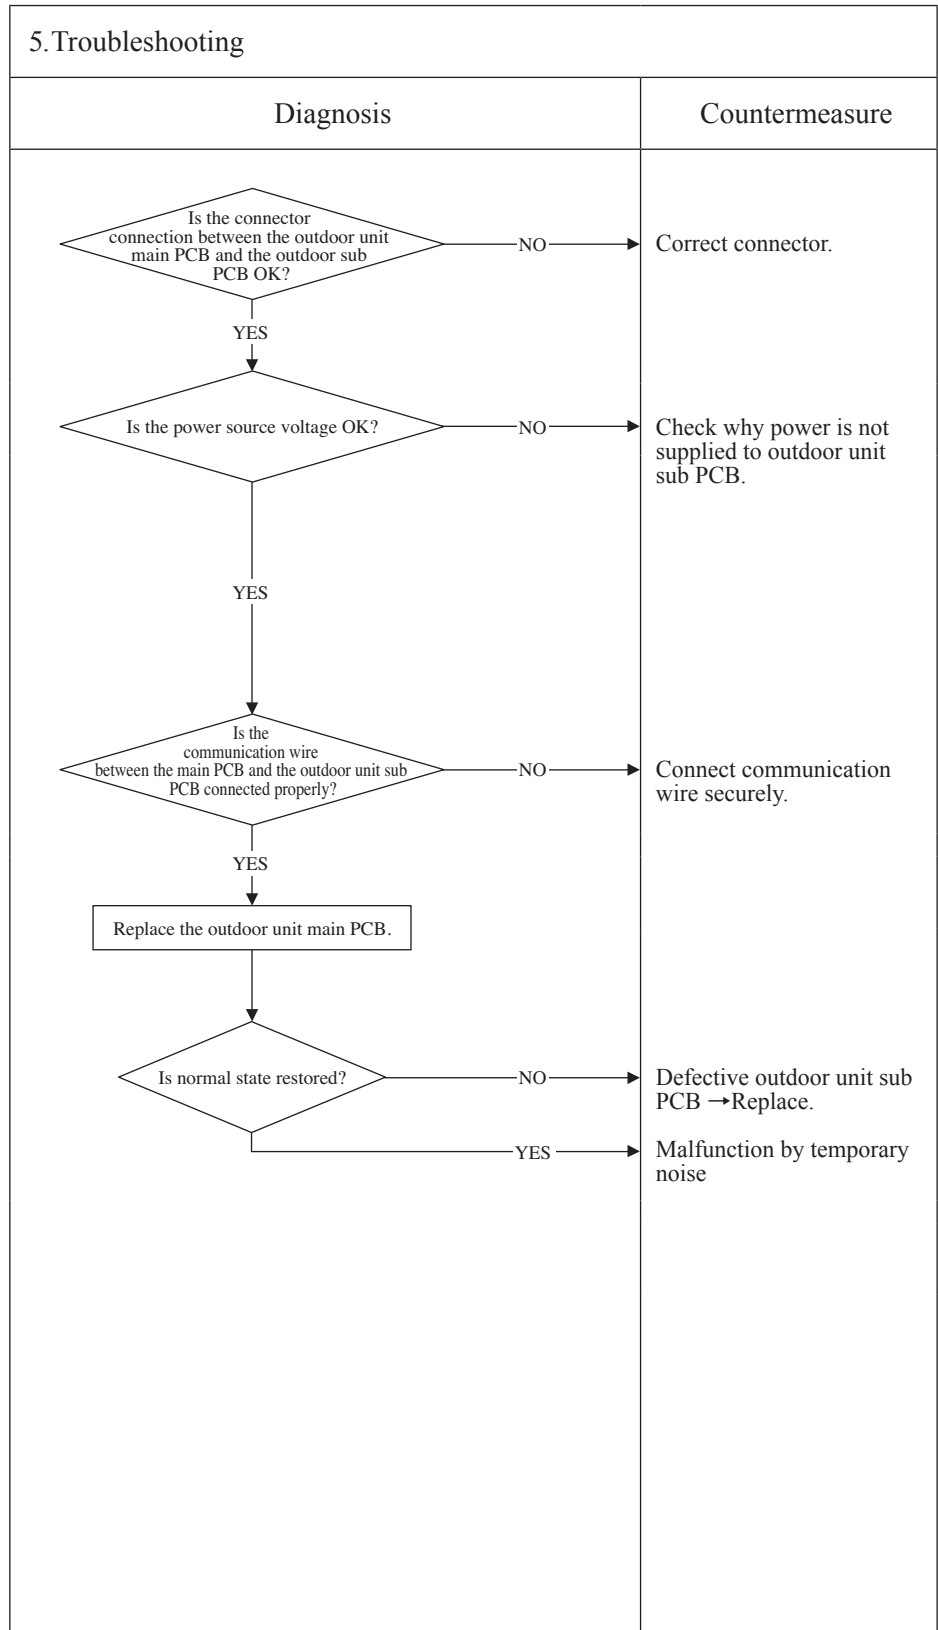 5.Troubleshooting
Diagnosis
Countermeasure
Is the connector
connection between the outdoor unit
main PCB and the outdoor sub
PCB OK?
NO
Correct connector.
YES
Is the power source voltage OK?
NO
Check why power is not
supplied to outdoor unit
sub PCB.
YES
Is the
communication wire
between the main PCB and the outdoor unit sub
PCB connected properly?
NO
Connect communication
wire securely.
YES
Replace the outdoor unit main PCB.
Is normal state restored?
NO
Defective outdoor unit sub
PCB →Replace.
YES
Malfunction by temporary
noise